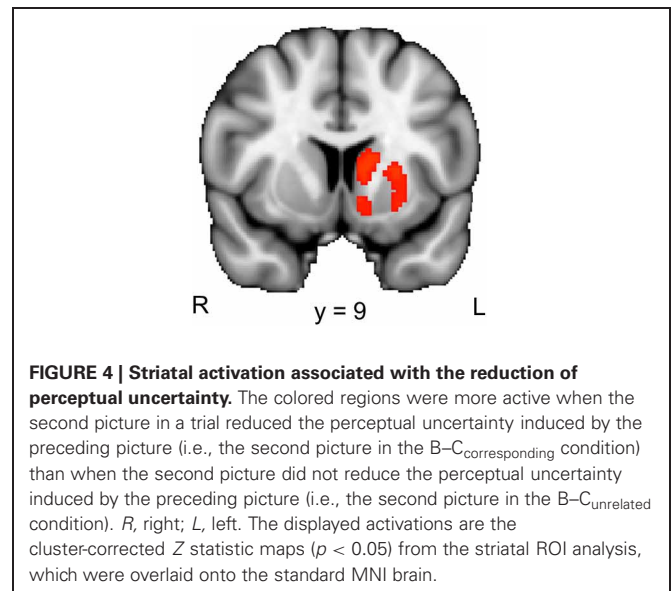 R y = 9 L
FIGURE 4 | Striatal activation associated with the reduction of
perceptual uncertainty. The colored regions were more active when the
second picture in a trial reduced the perceptual uncertainty induced by the
preceding picture (i.e., the second picture in the B–Ccorresponding condition)
than when the second picture did not reduce the perceptual uncertainty
induced by the preceding picture (i.e., the second picture in the B–Cunrelated
condition). R, right; L, left. The displayed activations are the
cluster-corrected Z statistic maps (p < 0.05) from the striatal ROI analysis,
which were overlaid onto the standard MNI brain.